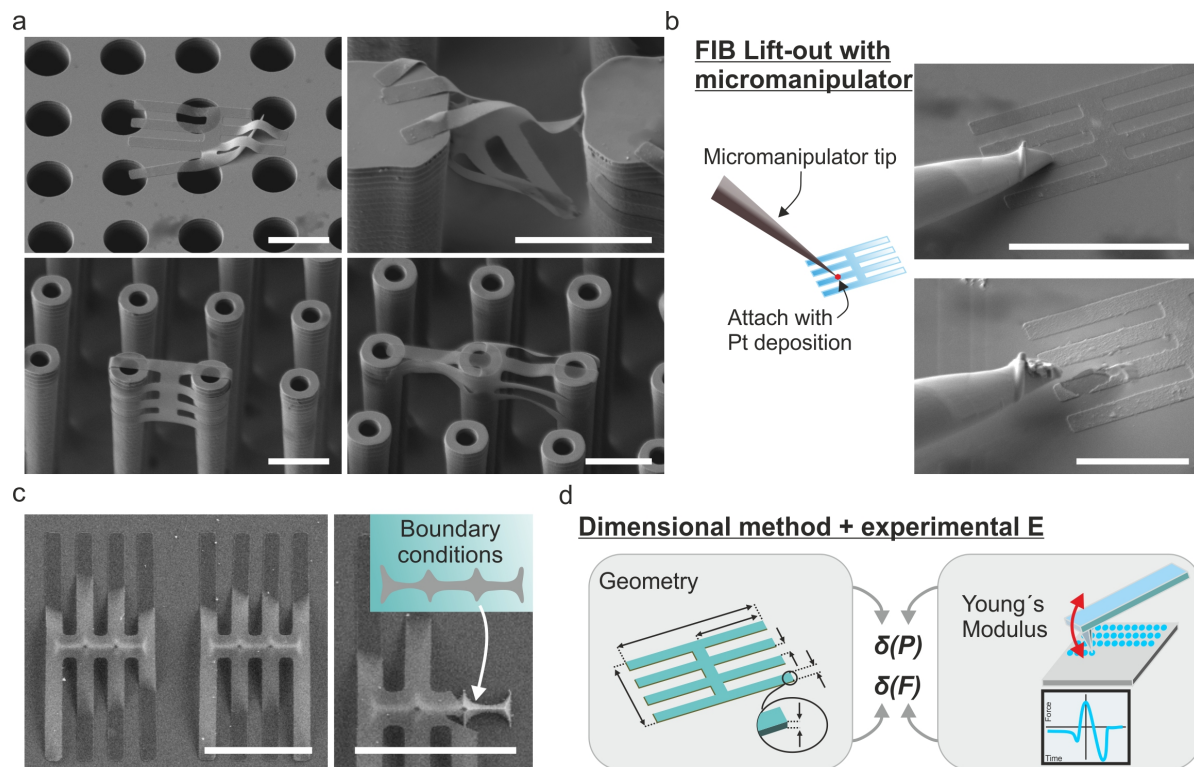 a
b
FIB Lift-out with
micromanipulator
Micromanipulator tip
Attach with
Pt deposition
c
Boundary
conditions
d
Dimensional method + experimental E
Geometry
δ(P)
δ(F)
Young´s
Modulus
Force
Time